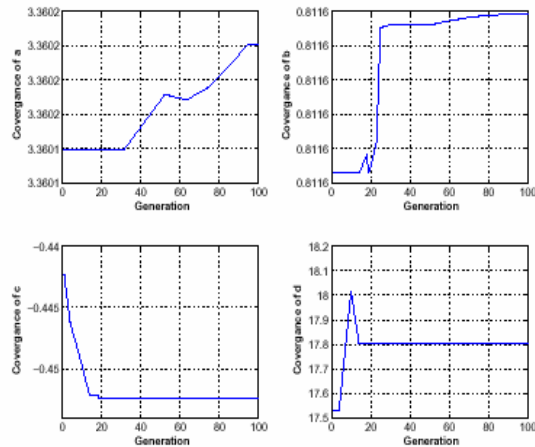 Covergance of a
3.3602
3.3602
3.3602
3.3602
3.3601
3.3601
0 20 40 60 80 100
Generation
Covergance of b
0.8116
0.8116
0.8116
0.8116
0.8116
0.8116
0 20 40 60 80 100
Generation
Covergance of c
−0.44
−0.445
−0.45
0 20 40 60 80 100
Generation
Covergance of d
18.2
18.1
18
17.9
17.8
17.7
17.6
17.5
0 20 40 60 80 100
Generation